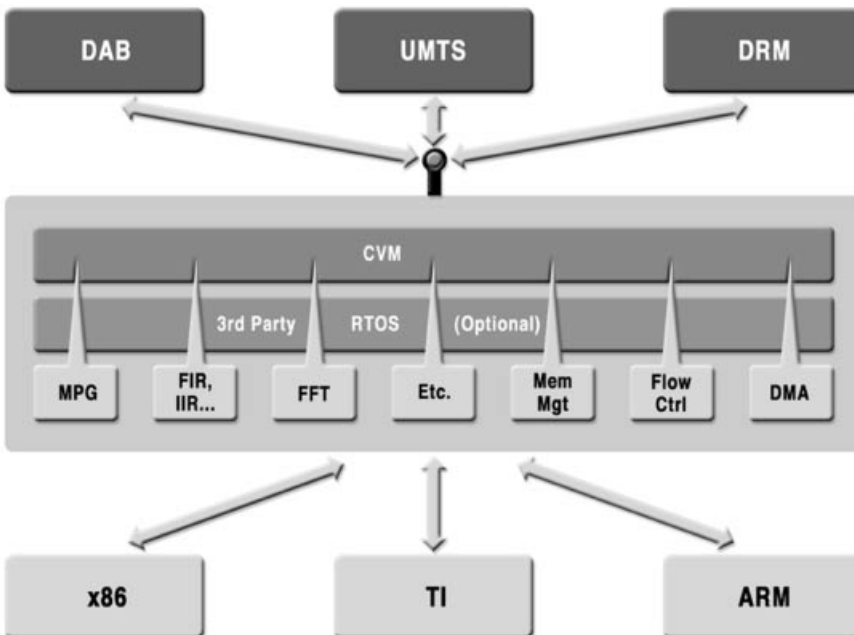 DAB
UMTS
DRM
CVM
3rd Party RTOS (Optional)
MPG
FIR,
IIR...
FFT
Etc.
Mem
Mgt
Flow
Ctrl
DMA
x86
TI
ARM